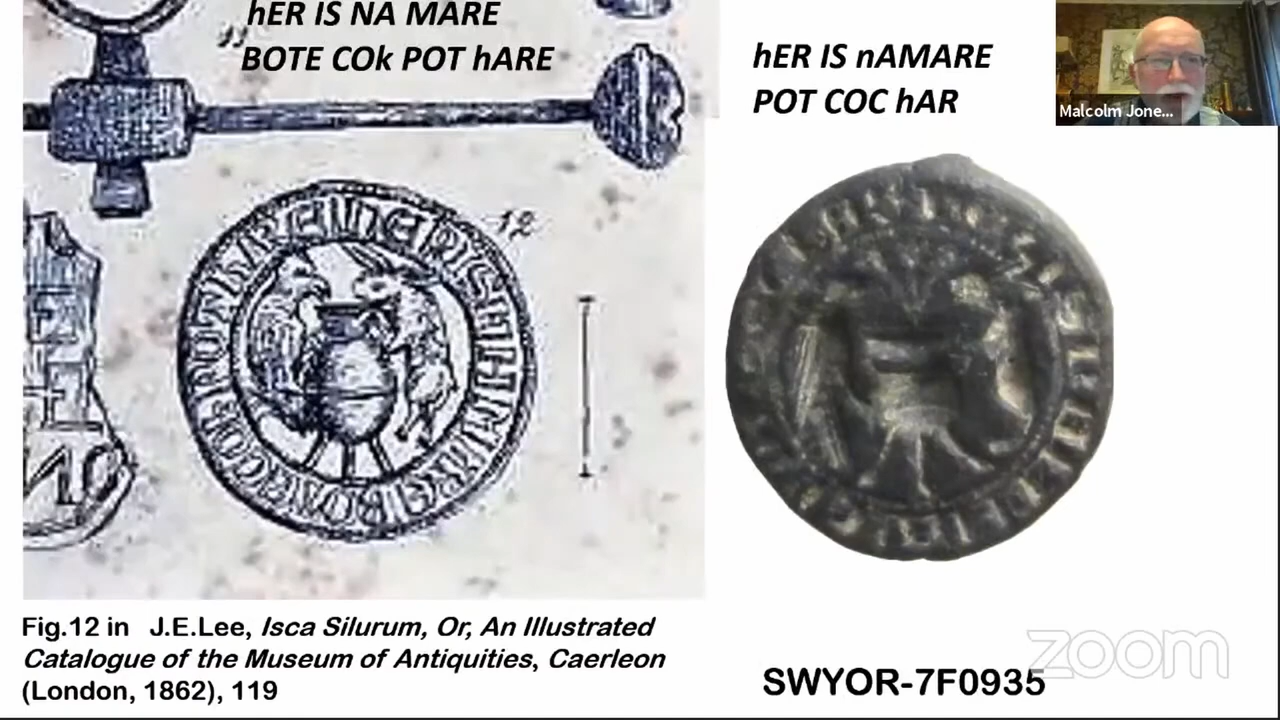 hER IS NA MARE
BOTE COk POT hARE
hER IS nAMARE
POT COC hAR
Malcolm Jone...
12
Fig.12 in J.E.Lee, Isca Silurum, Or, An Illustrated
Catalogue of the Museum of Antiquities, Caerleon
(London, 1862), 119
SWYOR-7F0935
zoom